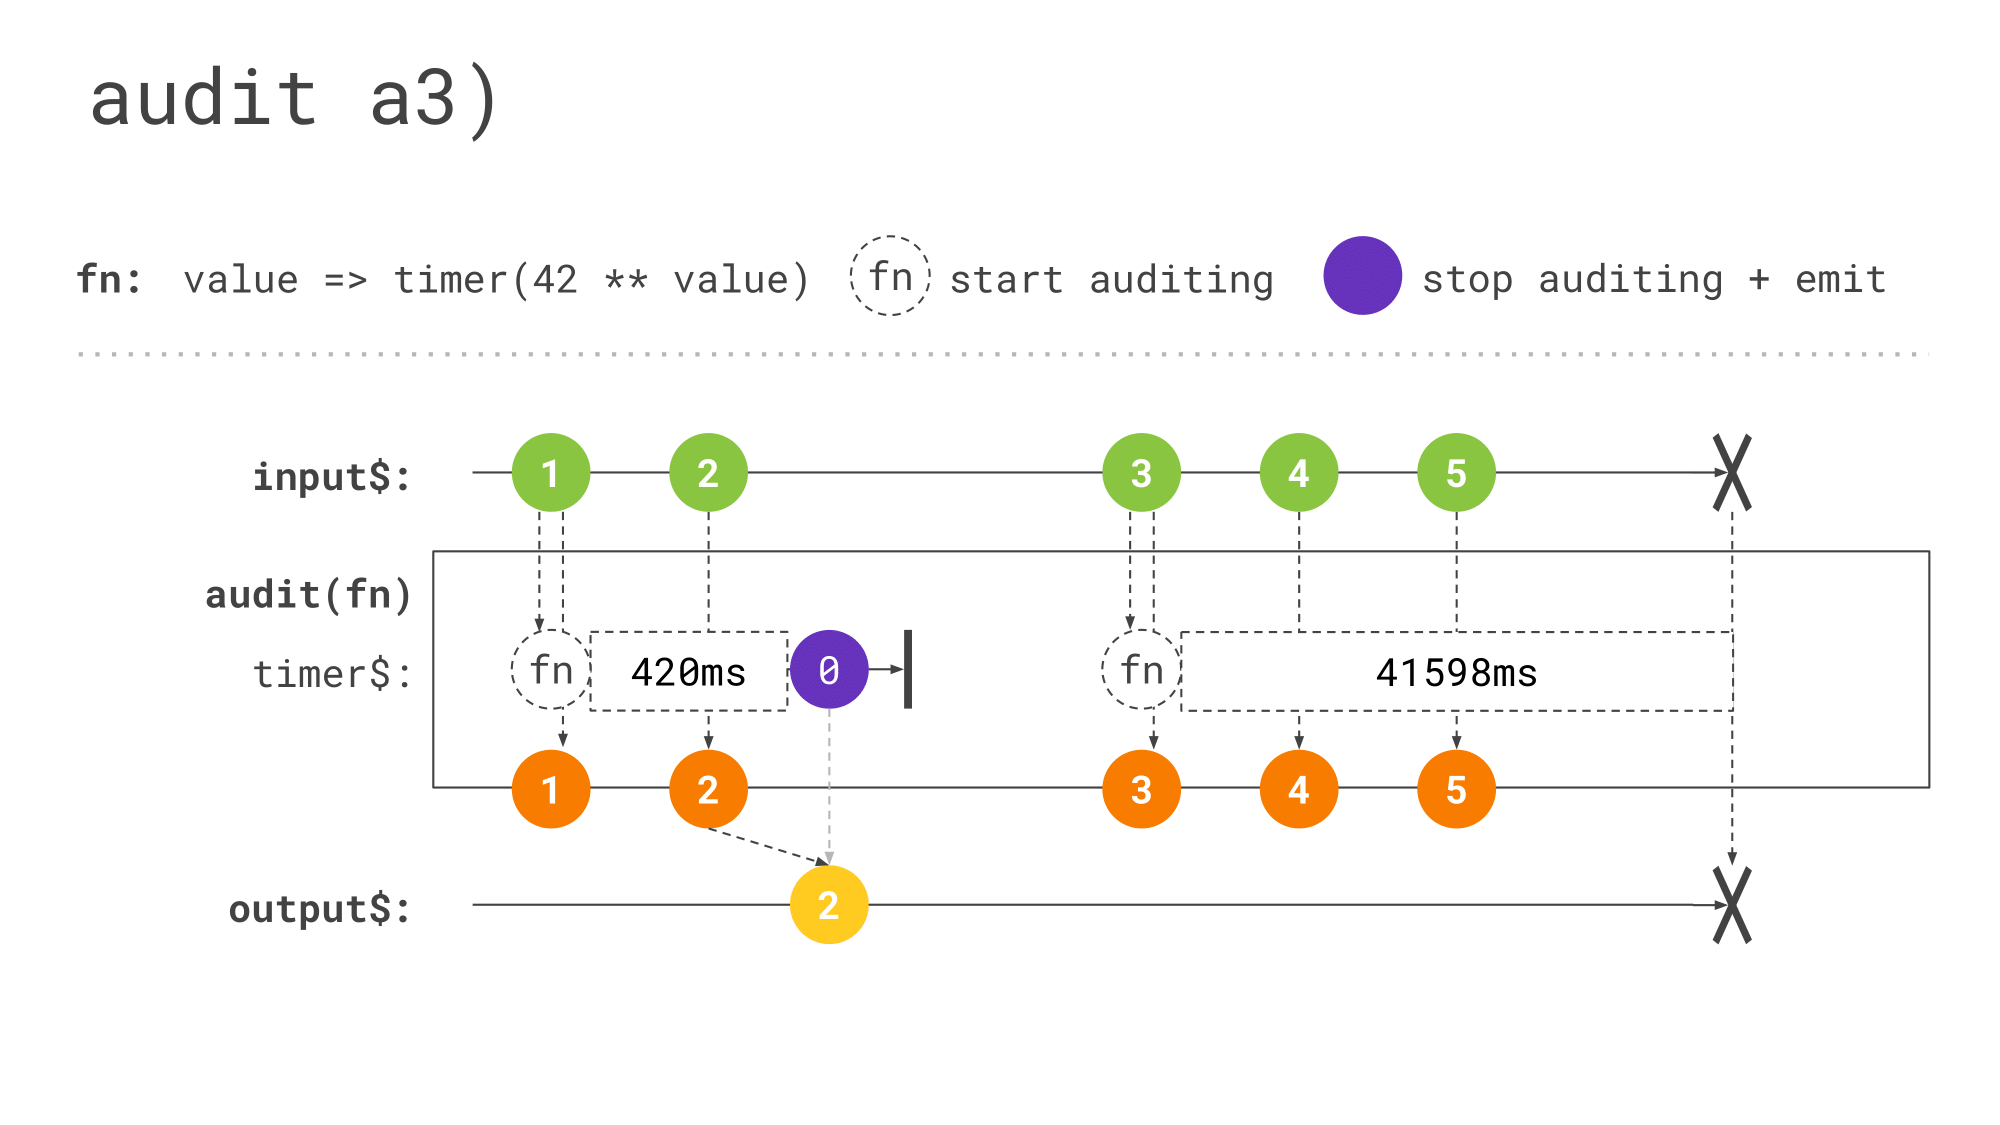 audit a3)
fn: value => timer(42 ** value) fn start auditing stop auditing + emit
input$: 1 2 3 4 5 X
audit(fn)
timer$: fn 420ms 0 fn 41598ms
1 2 3 4 5
output$: 2 X